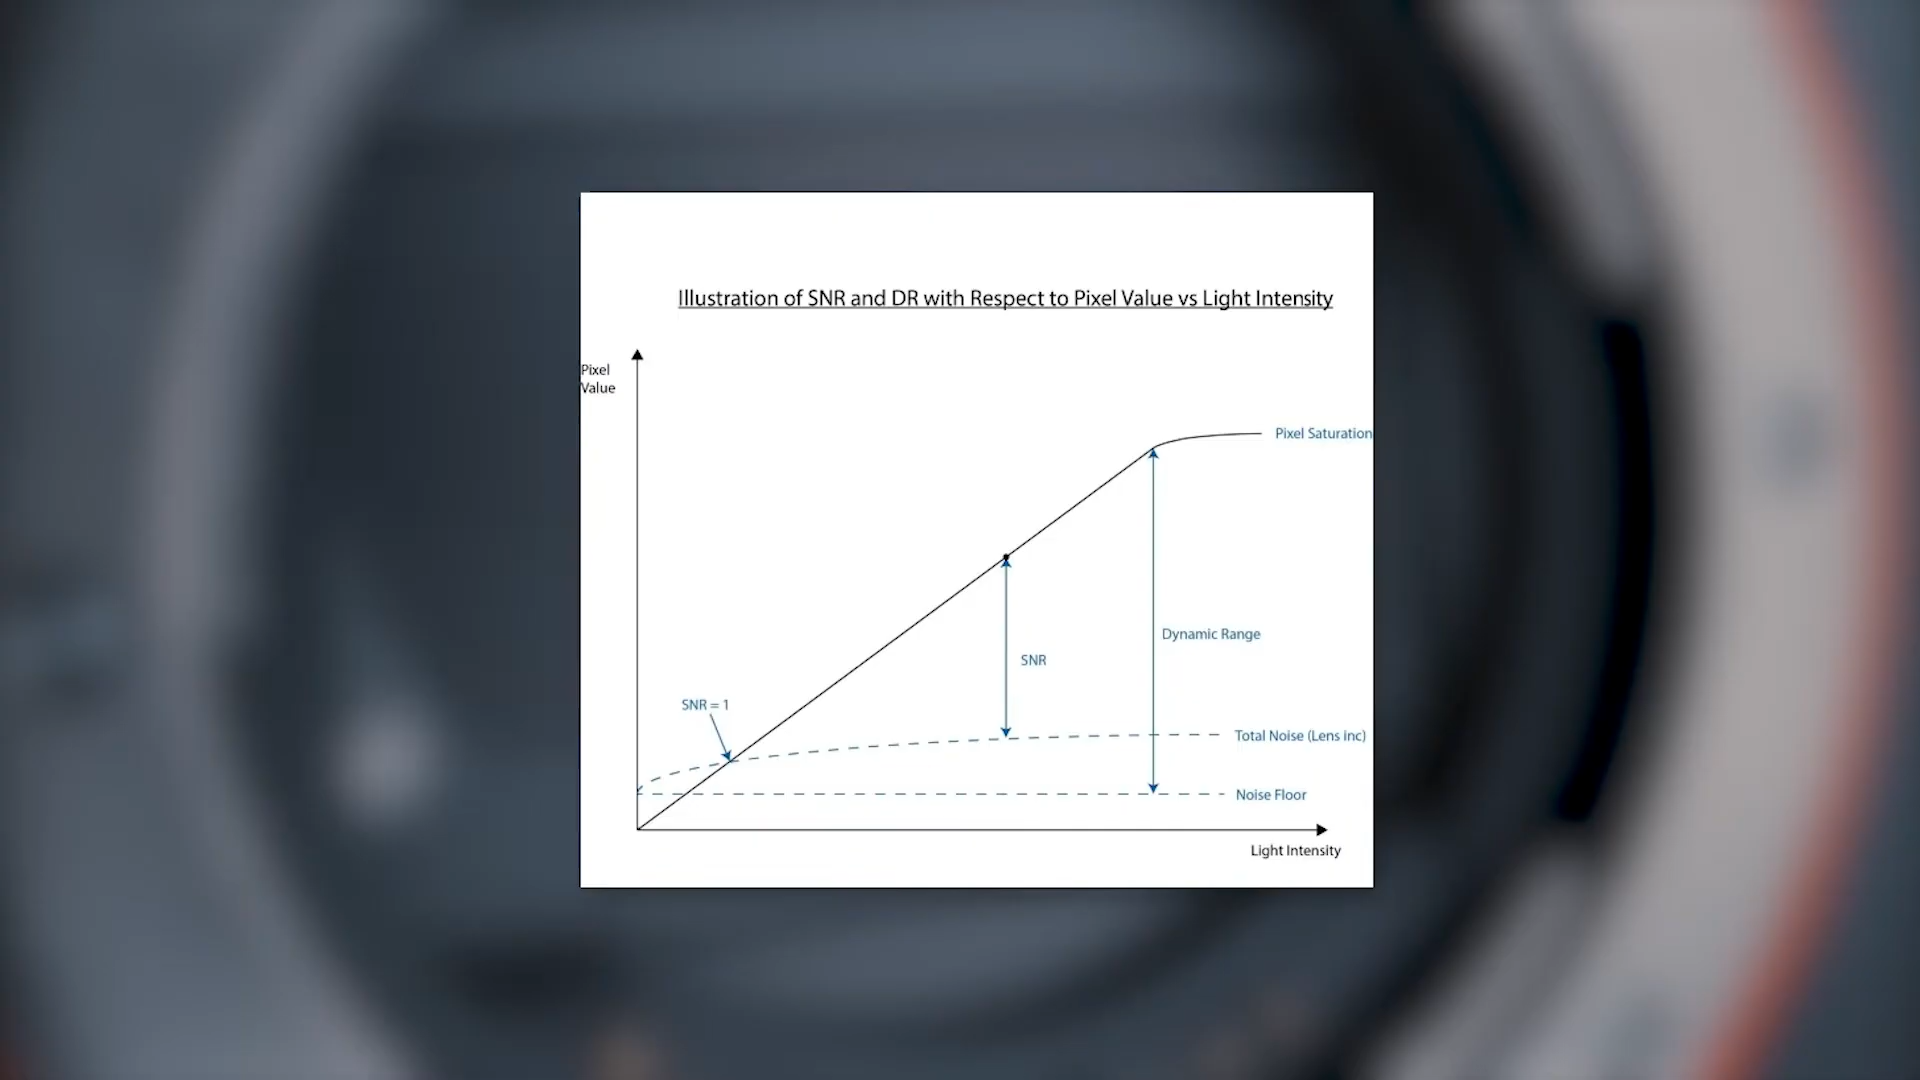 Illustration of SNR and DR with Respect to Pixel Value vs Light Intensity
Pixel
Value
Pixel Saturation
Dynamic Range
SNR
SNR = 1
Total Noise (Lens inc)
Noise Floor
Light Intensity